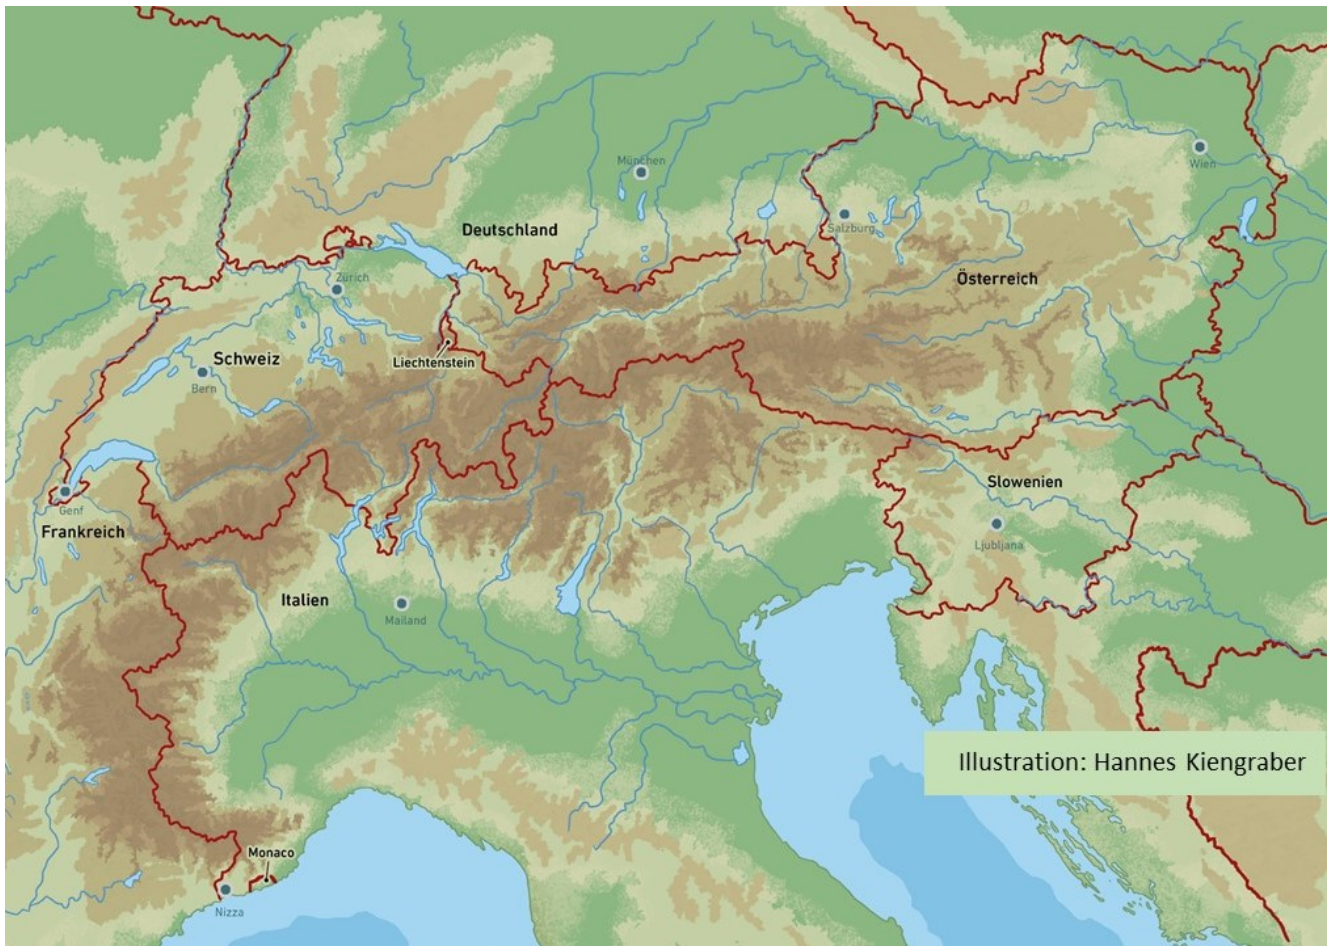 München
Wien
Deutschland
Salzburg
Zürich
Österreich
Schweiz
Liechtenstein
Bern
Slowenien
Genf
Frankreich
Ljubljana
Italien
Mailand
Illustration: Hannes Kiengraber
Monaco
Nizza